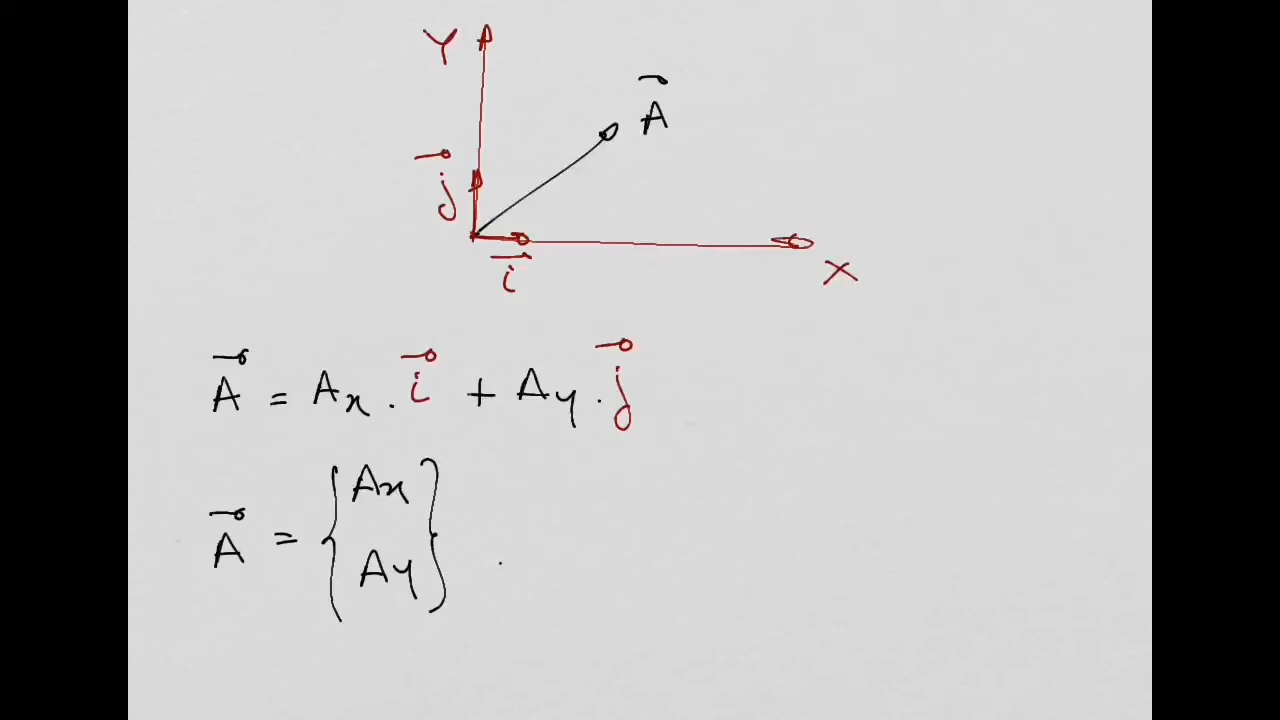 Y
A⃗
j⃗
i⃗
X
A⃗ = Ax . i⃗ + Ay . j⃗
A⃗ = { Ax
Ay }